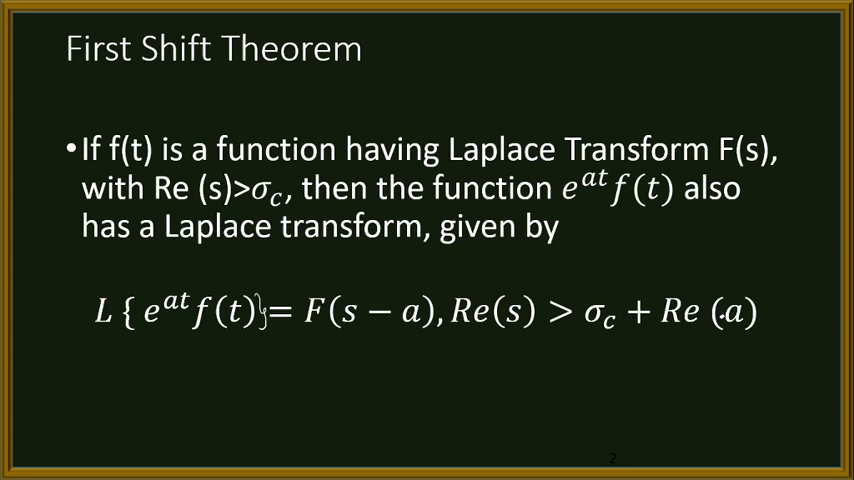 First Shift Theorem
•If f(t) is a function having Laplace Transform F(s),
with Re (s)>σ_c, then the function e^{at}f(t) also
has a Laplace transform, given by
L { e^{at}f(t)}= F(s − a), Re(s) > σ_c + Re (a)
2